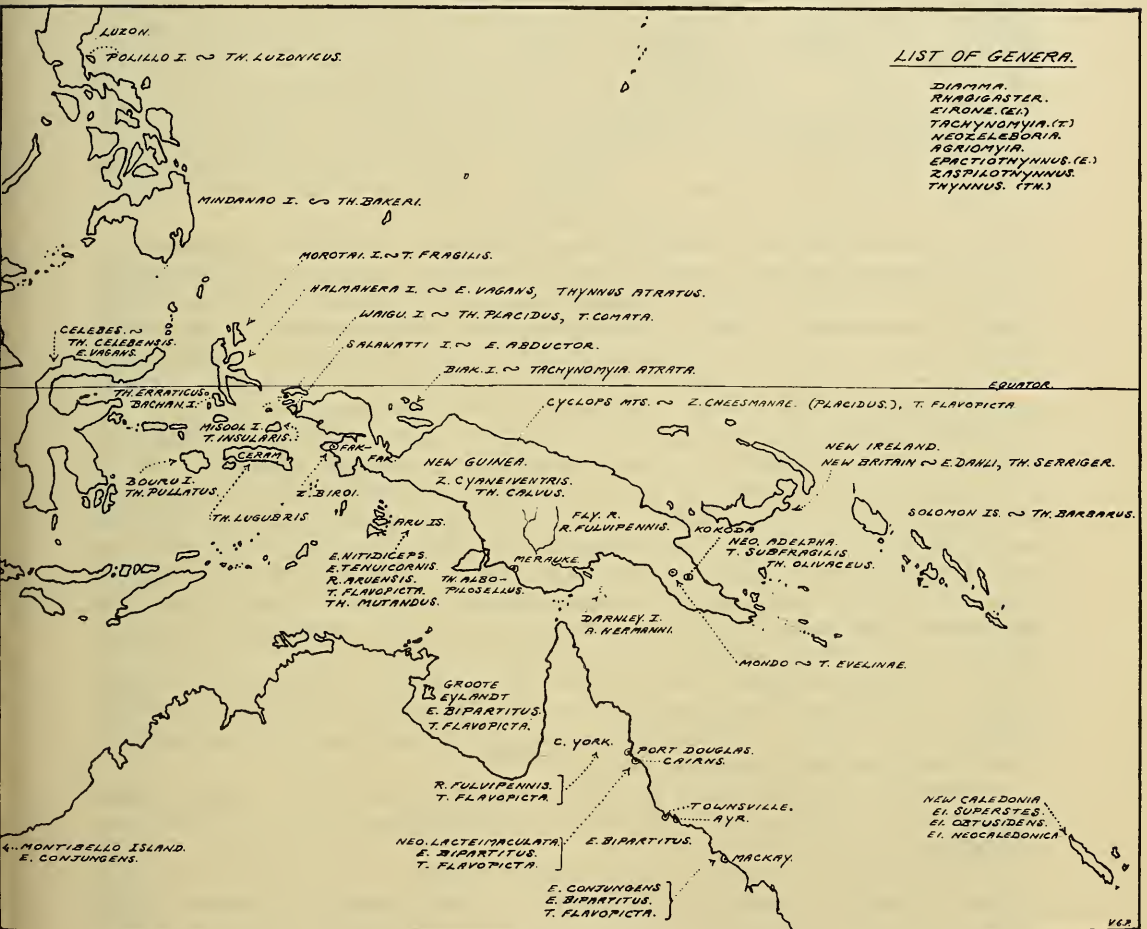 LUZON.
POLILLO I. ~ TH. LUZONICUS.
LIST OF GENERA.
DIAMMA.
RHAGIGASTER.
EIRONE. (EI.)
TACHYNOMYIA. (T.)
NEOZELEBORIA.
AGRIOMYIA.
EPACTIOTHYNNUS. (E.)
ZASPILOTHYNNUS.
THYNNUS. (TH.)
MINDANAO I. ~ TH. BAKERI.
MOROTAI. I. ~ T. FRAGILIS.
HALMAHERA I. ~ E. VAGANS, THYNNUS ATRATUS.
WAIGU. I ~ TH. PLACIDUS, T. COMATA.
SALAWATTI I. ~ E. ABDUCTOR.
BIAK. I. ~ TACHYNOMYIA ATRATA.
CELEBES. ~
TH. CELEBENSIS.
E. VAGANS.
EQUATOR.
TH. ERRATICUS
BACHAN. I.
CYCLOPS MTS. ~ Z. CHEESMANAE. (PLACIDUS.), T. FLAVOPICTA
MISOOL I.
T. INSULARIS.
CERAM
FAK-
FAK.
BOURU I.
TH. PULLATUS.
Z. BIROI.
TH. LUGUBRIS
NEW GUINEA.
Z. CYANEIVENTRIS.
TH. CALVUS.
NEW IRELAND.
NEW BRITAIN ~ E. DAHLI, TH. SERRIGER.
SOLOMON IS. ~ TH. BARBARUS.
FLY. R.
R. FULVIPENNIS.
KOKODA
NEO. ADELPHA.
T. SUBFRAGILIS.
TH. OLIVACEUS.
ARU IS.
E. NITIDICEPS.
E. TENUICORNIS.
R. ARUENSIS.
T. FLAVOPICTA.
TH. MUTANDUS.
MERAUKE.
TH. ALBO-
PILOSELLUS.
DARNLEY. I.
A. HERMANNI.
MONDO ~ T. EVELINAE.
GROOTE
EYLANDT
E. BIPARTITUS.
T. FLAVOPICTA.
C. YORK.
R. FULVIPENNIS.
T. FLAVOPICTA.
PORT DOUGLAS.
CAIRNS.
NEO. LACTEIMACULATA
E. BIPARTITUS.
T. FLAVOPICTA.
TOWNSVILLE.
AYR.
E. BIPARTITUS.
MACKAY.
E. CONJUNGENS
E. BIPARTITUS.
T. FLAVOPICTA.
MONTIBELLO ISLAND.
E. CONJUNGENS.
NEW CALEDONIA
EI. SUPERSTES.
EI. OBTUSIDENS.
EI. NEOCALEDONICA